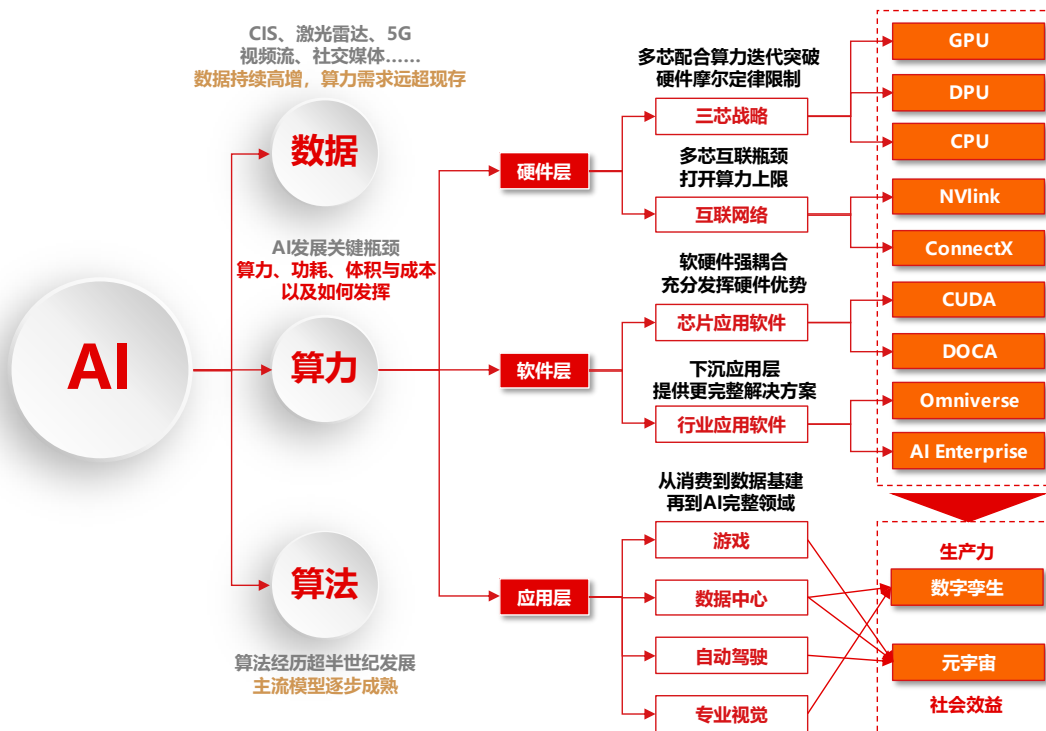 CIS、激光雷达、5G
视频流、社交媒体……
数据持续高增，算力需求远超现存
数据
AI发展关键瓶颈
算力、功耗、体积与成本
以及如何发挥
AI
算力
算法
算法经历超半世纪发展
主流模型逐步成熟
硬件层
软件层
应用层
多芯配合算力迭代突破
硬件摩尔定律限制
三芯战略
多芯互联瓶颈
打开算力上限
互联网络
软硬件强耦合
充分发挥硬件优势
芯片应用软件
下沉应用层
提供更完整解决方案
行业应用软件
从消费到数据基建
再到AI完整领域
游戏
数据中心
自动驾驶
专业视觉
GPU
DPU
CPU
NVlink
ConnectX
CUDA
DOCA
Omniverse
AI Enterprise
生产力
数字孪生
元宇宙
社会效益